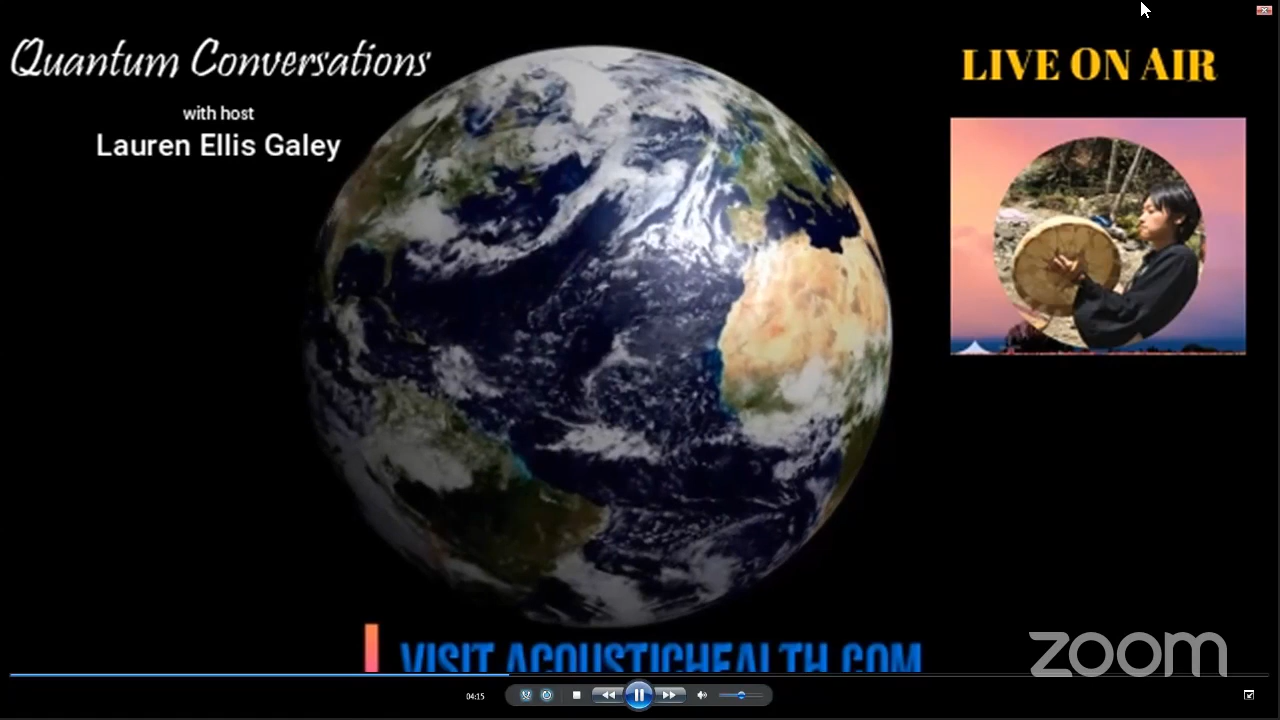 Quantum Conversations
with host
Lauren Ellis Galey
LIVE ON AIR
VISIT ACOUSTICHEALTH.COM
zoom
04:15